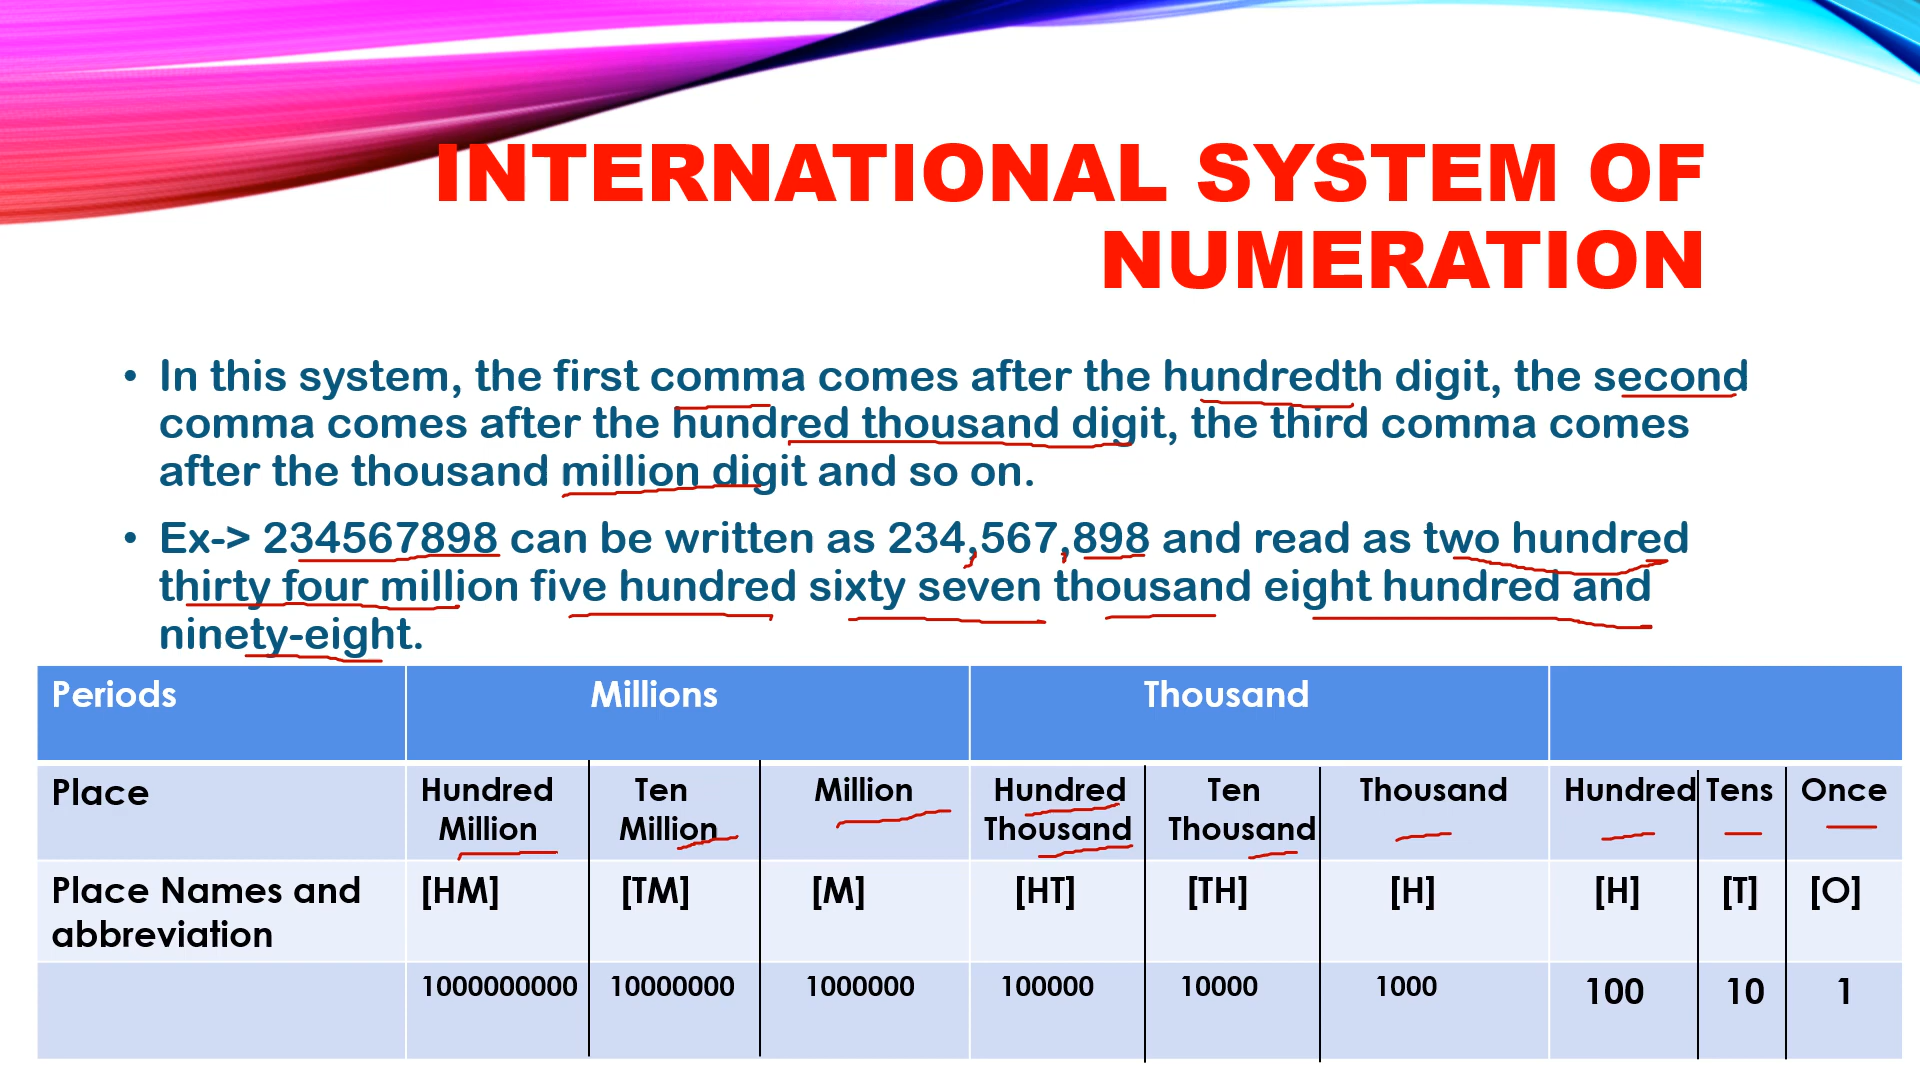 INTERNATIONAL SYSTEM OF
NUMERATION
• In this system, the first comma comes after the hundredth digit, the second
comma comes after the hundred thousand digit, the third comma comes
after the thousand million digit and so on.
• Ex-> 234567898 can be written as 234,567,898 and read as two hundred
thirty four million five hundred sixty seven thousand eight hundred and
ninety-eight.
Periods Millions Thousand
Place Hundred Million Ten Million Million Hundred Thousand Ten Thousand Thousand Hundred Tens Once
Place Names and abbreviation [HM] [TM] [M] [HT] [TH] [H] [H] [T] [O]
1000000000 10000000 1000000 100000 10000 1000 100 10 1